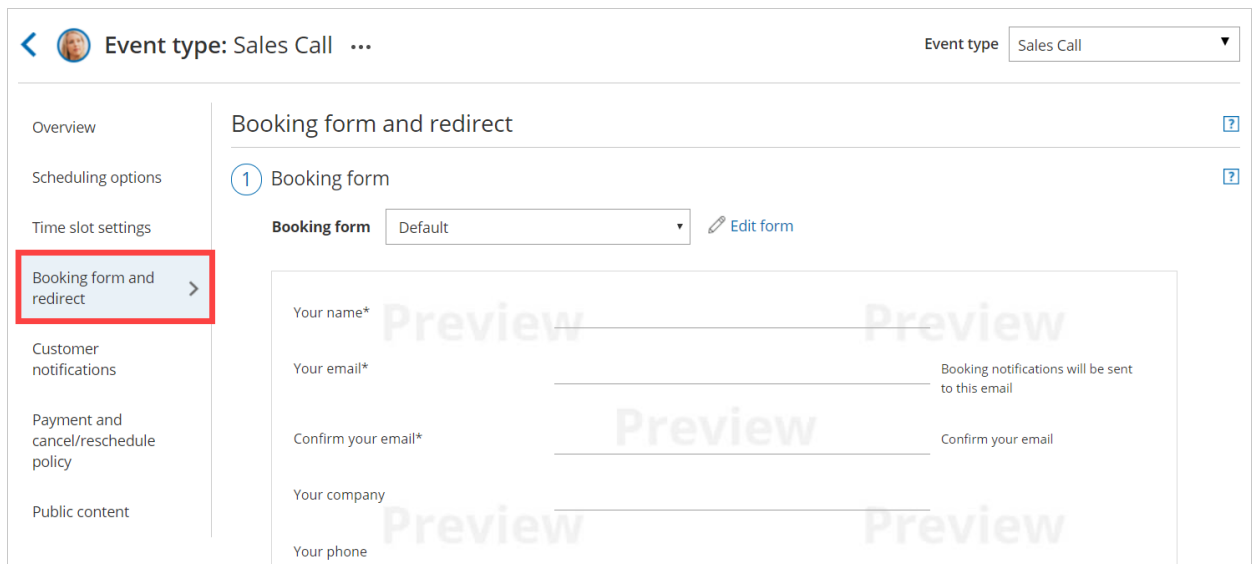 Event type: Sales Call ...
Event type Sales Call
Overview
Scheduling options
Time slot settings
Booking form and
redirect
Customer
notifications
Payment and
cancel/reschedule
policy
Public content
Booking form and redirect
?
1 Booking form
?
Booking form Default
Edit form
Your name*
Preview Preview
Your email*
Booking notifications will be sent
to this email
Preview
Confirm your email*
Confirm your email
Your company
Preview Preview
Your phone